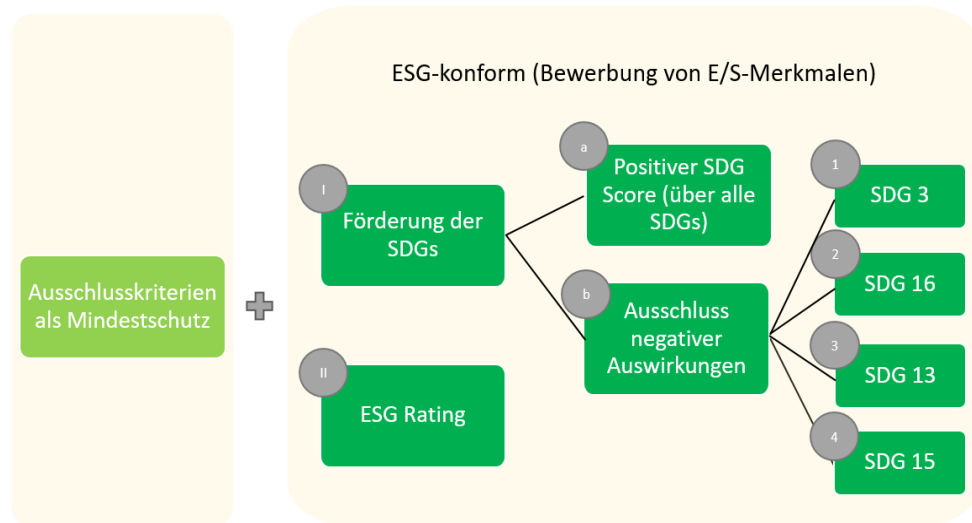 ESG-konform (Bewerbung von E/S-Merkmalen)
Ausschlusskriterien
als Mindestschutz
I
Förderung der
SDGs
II
ESG Rating
a
Positiver SDG
Score (über alle
SDGs)
b
Ausschluss
negativer
Auswirkungen
1
SDG 3
2
SDG 16
3
SDG 13
4
SDG 15